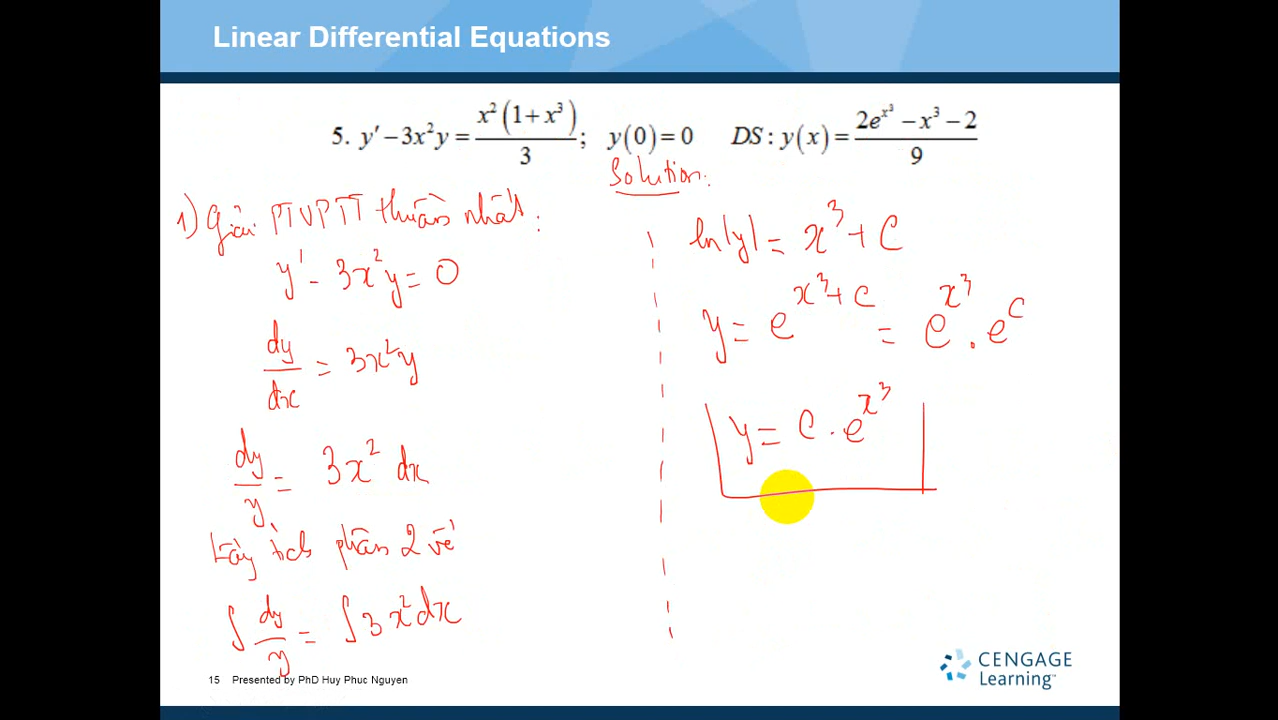 Linear Differential Equations
5. y′ − 3x²y = x²(1 + x³)/3; y(0) = 0 DS: y(x) = (2e^(x³) − x³ − 2)/9
Solution:
1) Giải PTVPTT thuần nhất:
y' - 3x²y = 0
dy/dx = 3x²y
dy/y = 3x² dx
Lấy tích phân 2 vế
∫ dy/y = ∫ 3x² dx
ln|y| = x³ + C
y = e^(x³+C) = e^(x³) . e^C
y = C . e^(x³)
15 Presented by PhD Huy Phuc Nguyen
CENGAGE
Learning™